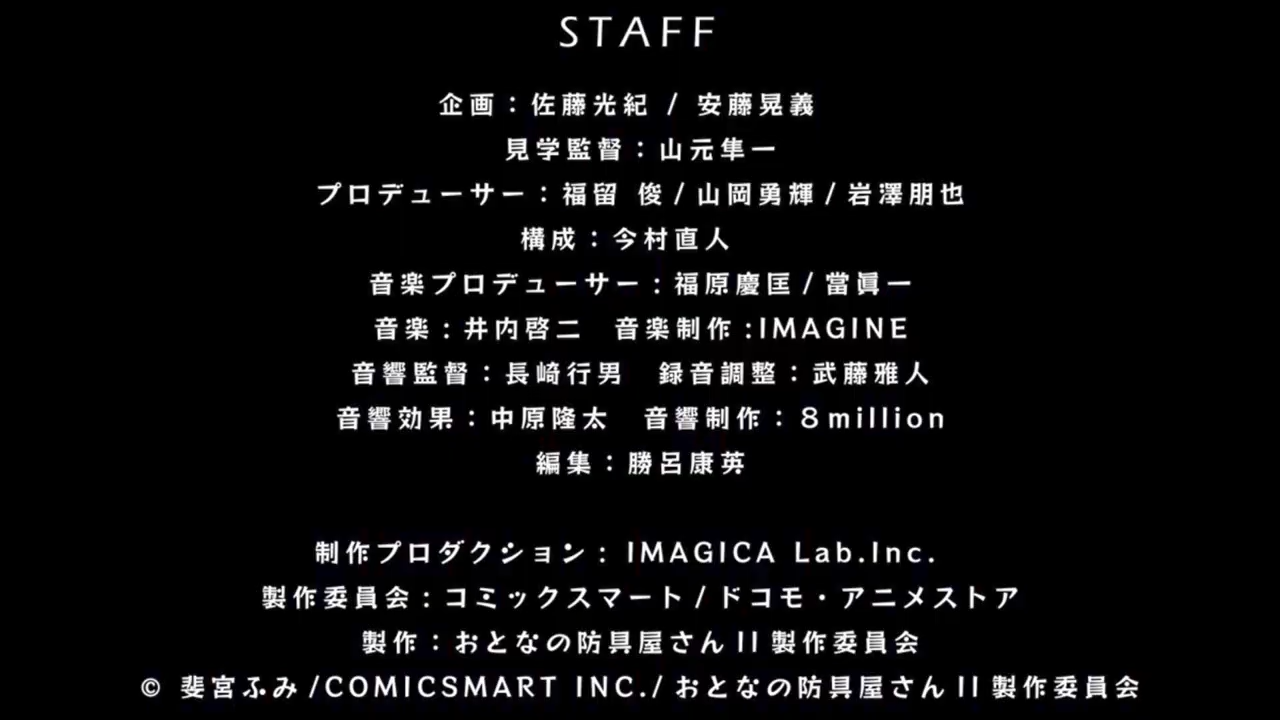 STAFF
企画：佐藤光紀 / 安藤晃義
見学監督：山元隼一
プロデューサー：福留 俊/山岡勇輝/岩澤朋也
構成：今村直人
音楽プロデューサー：福原慶匡/當眞一
音楽：井内啓二　音楽制作:IMAGINE
音響監督：長崎行男　録音調整：武藤雅人
音響効果：中原隆太　音響制作：8million
編集：勝呂康英
制作プロダクション：IMAGICA Lab.Inc.
製作委員会：コミックスマート/ドコモ・アニメストア
製作：おとなの防具屋さんII製作委員会
© 斐宮ふみ/COMICSMART INC./おとなの防具屋さんII製作委員会